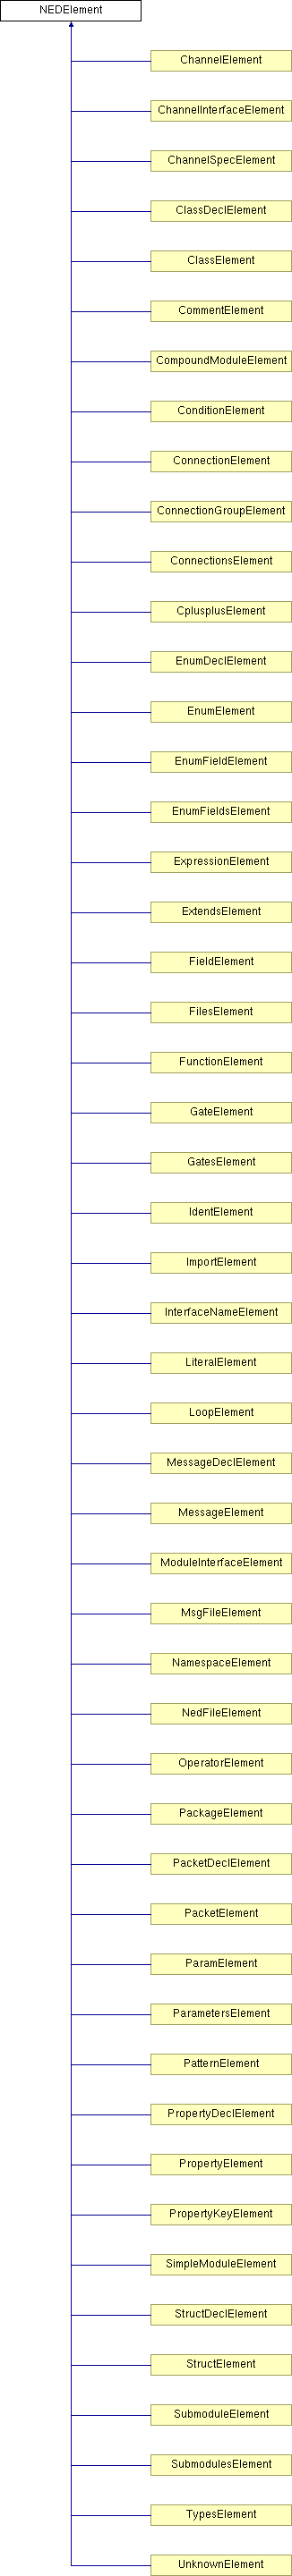 NEDElement
ChannelElement
ChannelInterfaceElement
ChannelSpecElement
ClassDeclElement
ClassElement
CommentElement
CompoundModuleElement
ConditionElement
ConnectionElement
ConnectionGroupElement
ConnectionsElement
CplusplusElement
EnumDeclElement
EnumElement
EnumFieldElement
EnumFieldsElement
ExpressionElement
ExtendsElement
FieldElement
FilesElement
FunctionElement
GateElement
GatesElement
IdentElement
ImportElement
InterfaceNameElement
LiteralElement
LoopElement
MessageDeclElement
MessageElement
ModuleInterfaceElement
MsgFileElement
NamespaceElement
NedFileElement
OperatorElement
PackageElement
PacketDeclElement
PacketElement
ParamElement
ParametersElement
PatternElement
PropertyDeclElement
PropertyElement
PropertyKeyElement
SimpleModuleElement
StructDeclElement
StructElement
SubmoduleElement
SubmodulesElement
TypesElement
UnknownElement